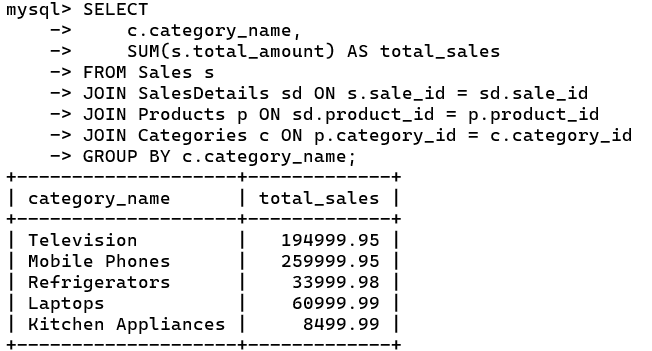 mysql> SELECT
    ->     c.category_name,
    ->     SUM(s.total_amount) AS total_sales
    -> FROM Sales s
    -> JOIN SalesDetails sd ON s.sale_id = sd.sale_id
    -> JOIN Products p ON sd.product_id = p.product_id
    -> JOIN Categories c ON p.category_id = c.category_id
    -> GROUP BY c.category_name;
+--------------------+-------------+
| category_name      | total_sales |
+--------------------+-------------+
| Television         |   194999.95 |
| Mobile Phones      |   259999.95 |
| Refrigerators      |    33999.98 |
| Laptops            |    60999.99 |
| Kitchen Appliances |     8499.99 |
+--------------------+-------------+